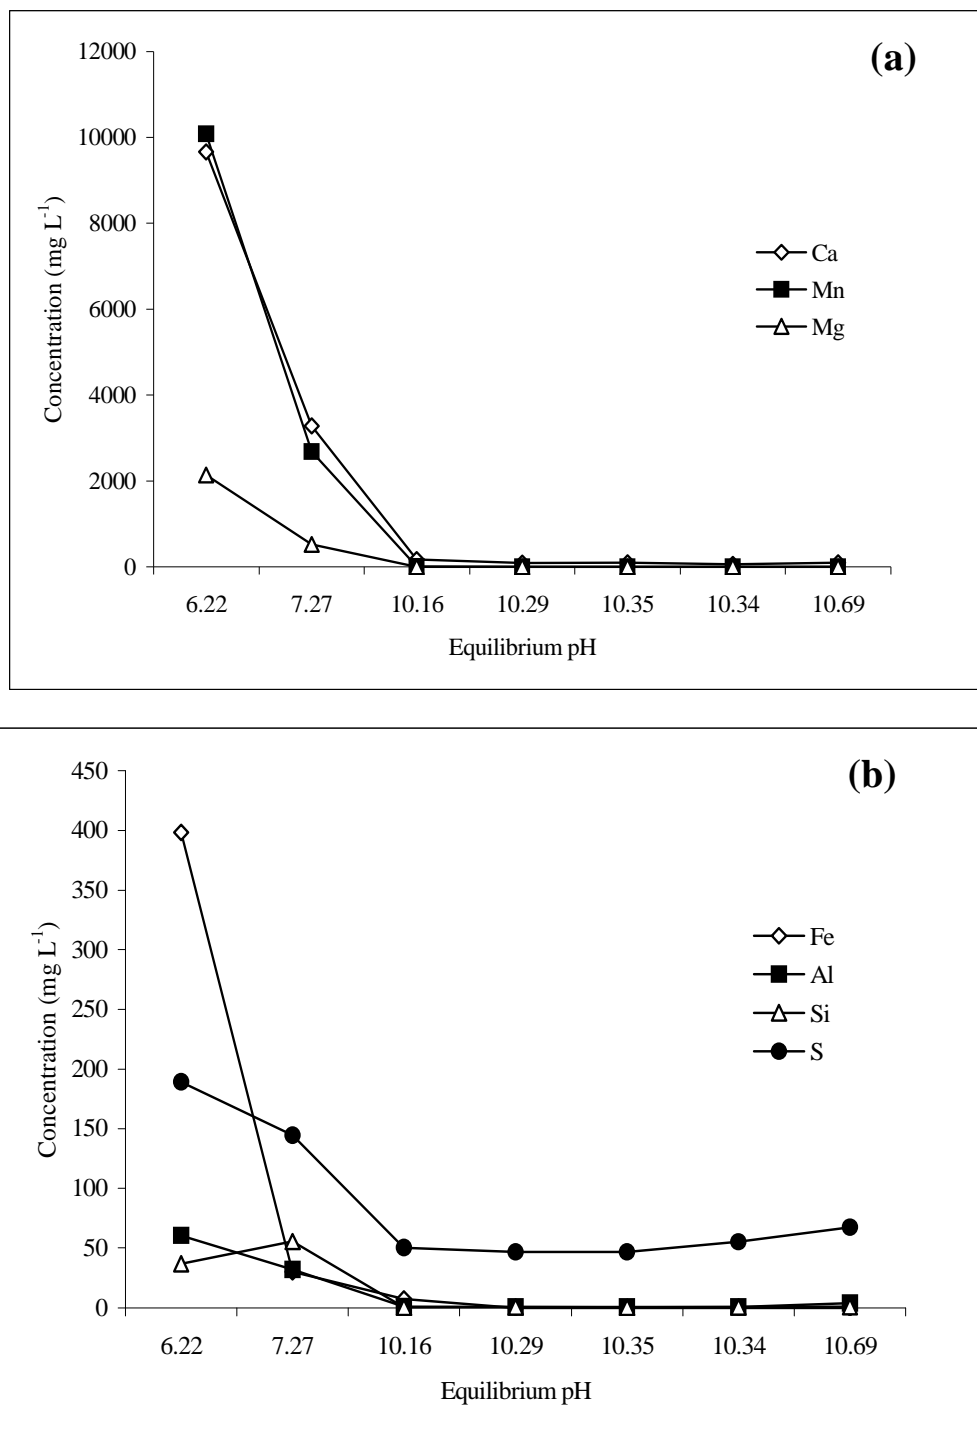 (a)
12000
10000
8000
6000
4000
2000
0
Concentration (mg L-1)
Ca
Mn
Mg
6.22 7.27 10.16 10.29 10.35 10.34 10.69
Equilibrium pH
(b)
450
400
350
300
250
200
150
100
50
0
Concentration (mg L-1)
Fe
Al
Si
S
6.22 7.27 10.16 10.29 10.35 10.34 10.69
Equilibrium pH